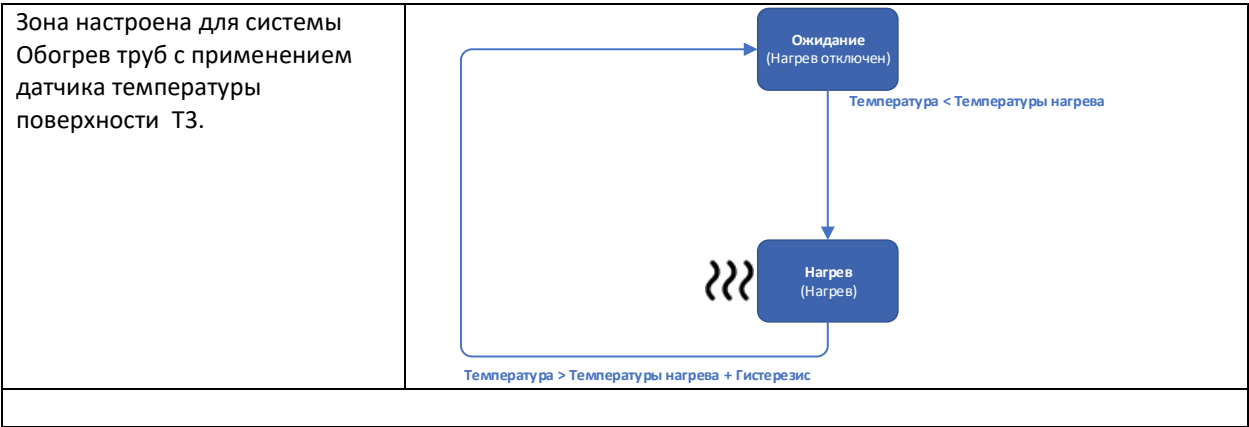 Зона настроена для системы
Обогрев труб с применением
датчика температуры
поверхности Т3.
Ожидание
(Нагрев отключен)
Температура < Температуры нагрева
Нагрев
(Нагрев)
Температура > Температуры нагрева + Гистерезис